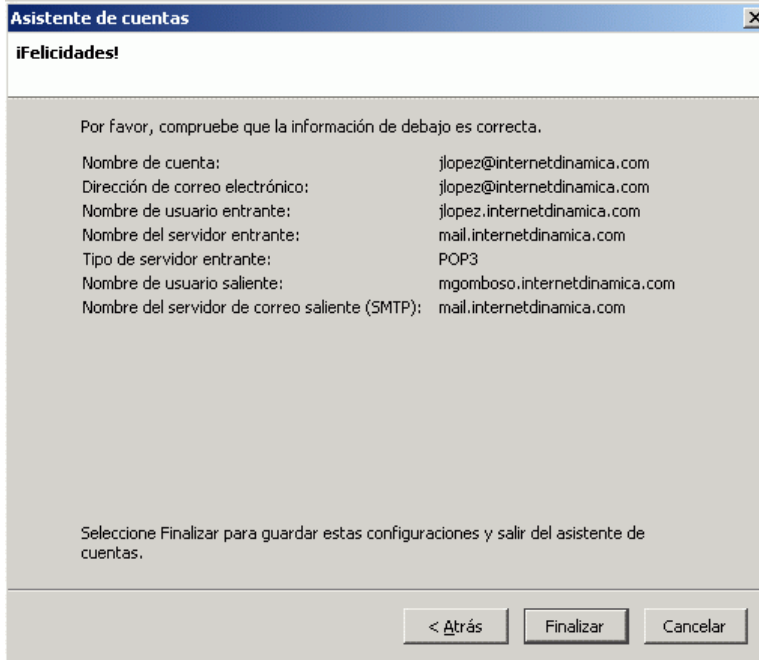 Asistente de cuentas
¡Felicidades!
Por favor, compruebe que la información de debajo es correcta.
Nombre de cuenta: jlopez@internetdinamica.com
Dirección de correo electrónico: jlopez@internetdinamica.com
Nombre de usuario entrante: jlopez.internetdinamica.com
Nombre del servidor entrante: mail.internetdinamica.com
Tipo de servidor entrante: POP3
Nombre de usuario saliente: mgomboso.internetdinamica.com
Nombre del servidor de correo saliente (SMTP): mail.internetdinamica.com
Seleccione Finalizar para guardar estas configuraciones y salir del asistente de
cuentas.
< Atrás Finalizar Cancelar